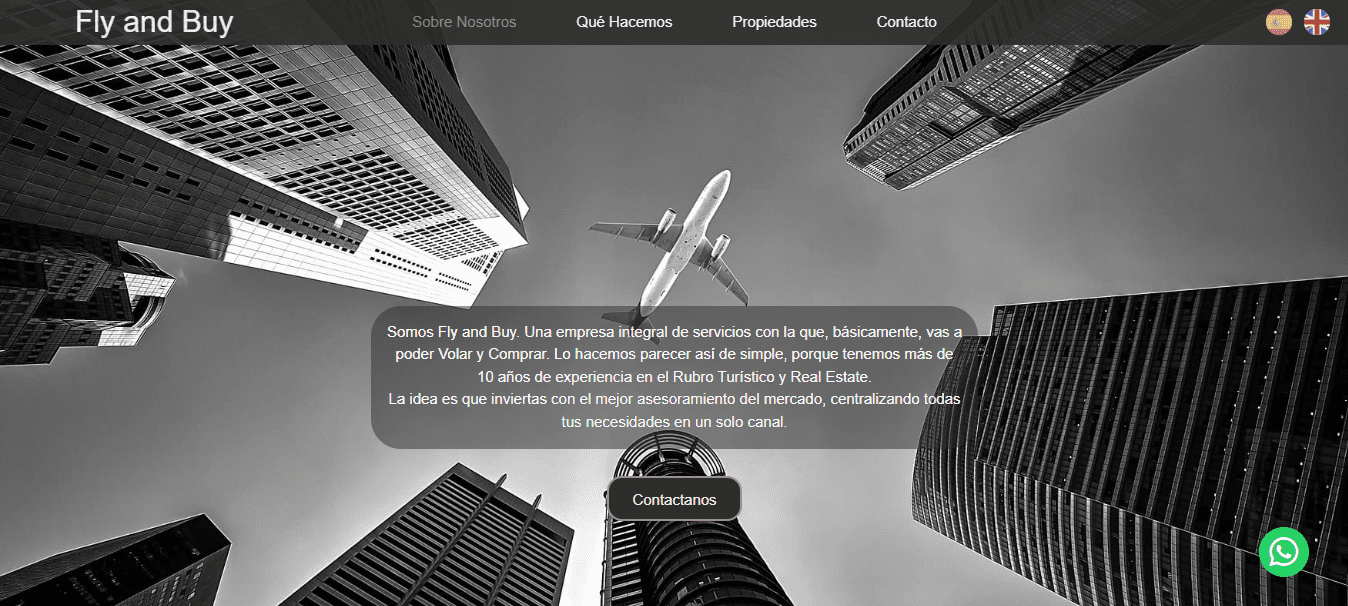 Fly and Buy
Sobre Nosotros
Qué Hacemos
Propiedades
Contacto
Somos Fly and Buy. Una empresa integral de servicios con la que, básicamente, vas a
poder Volar y Comprar. Lo hacemos parecer así de simple, porque tenemos más de
10 años de experiencia en el Rubro Turístico y Real Estate.
La idea es que inviertas con el mejor asesoramiento del mercado, centralizando todas
tus necesidades en un solo canal.
Contactanos